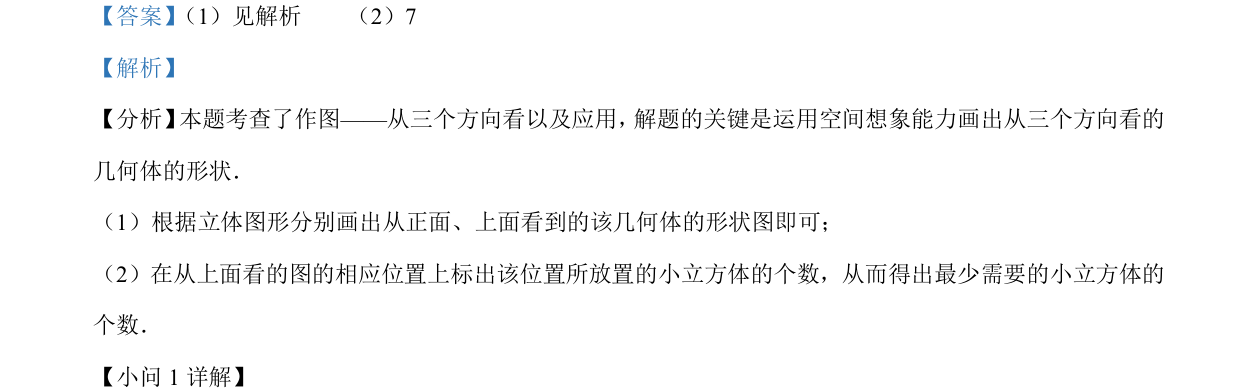 【答案】（1）见解析  （2）7
【解析】
【分析】本题考查了作图——从三个方向看以及应用，解题的关键是运用空间想象能力画出从三个方向看的
几何体的形状．
（1）根据立体图形分别画出从正面、上面看到的该几何体的形状图即可；
（2）在从上面看的图的相应位置上标出该位置所放置的小立方体的个数，从而得出最少需要的小立方体的
个数．
【小问 1 详解】